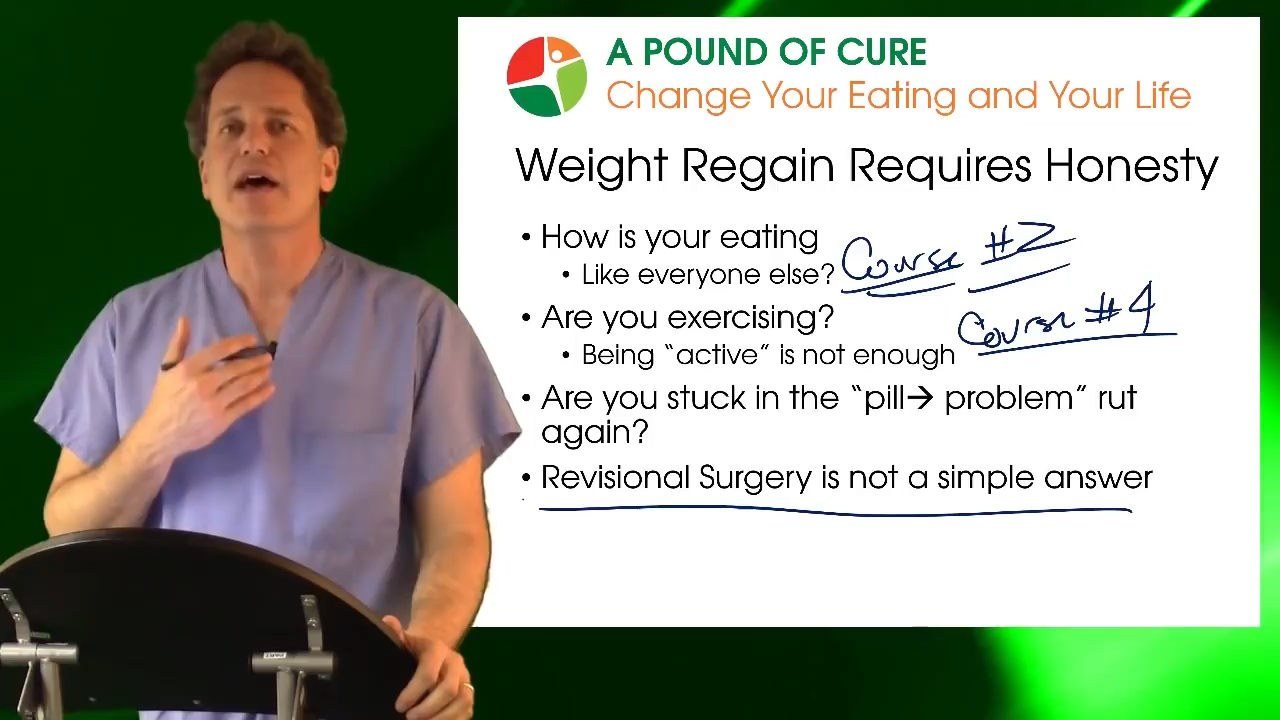 A POUND OF CURE
Change Your Eating and Your Life
Weight Regain Requires Honesty
• How is your eating
• Like everyone else? Course #2
• Are you exercising? Course #4
• Being “active” is not enough
• Are you stuck in the “pill→ problem” rut
again?
• Revisional Surgery is not a simple answer